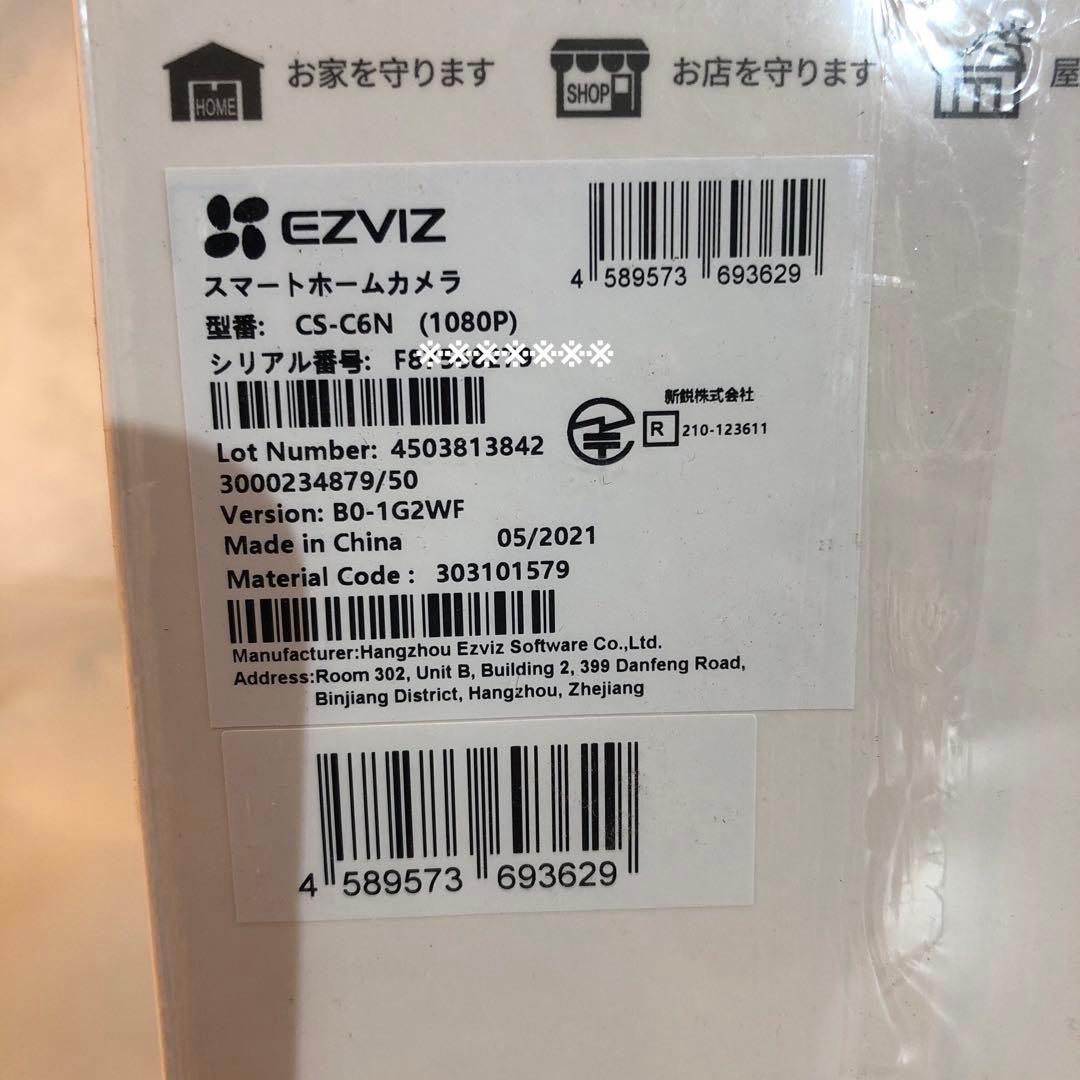 HOME
お家を守ります
SHOP
お店を守ります
屋
EZVIZ
4 589573 693629
スマートホームカメラ
型番: CS-C6N (1080P)
シリアル番号: ※※※※※※※
新鋭株式会社
R 210-123611
Lot Number: 4503813842
3000234879/50
Version: B0-1G2WF
Made in China 05/2021
Material Code : 303101579
Manufacturer:Hangzhou Ezviz Software Co.,Ltd.
Address:Room 302, Unit B, Building 2, 399 Danfeng Road,
Binjiang District, Hangzhou, Zhejiang
4 589573 693629